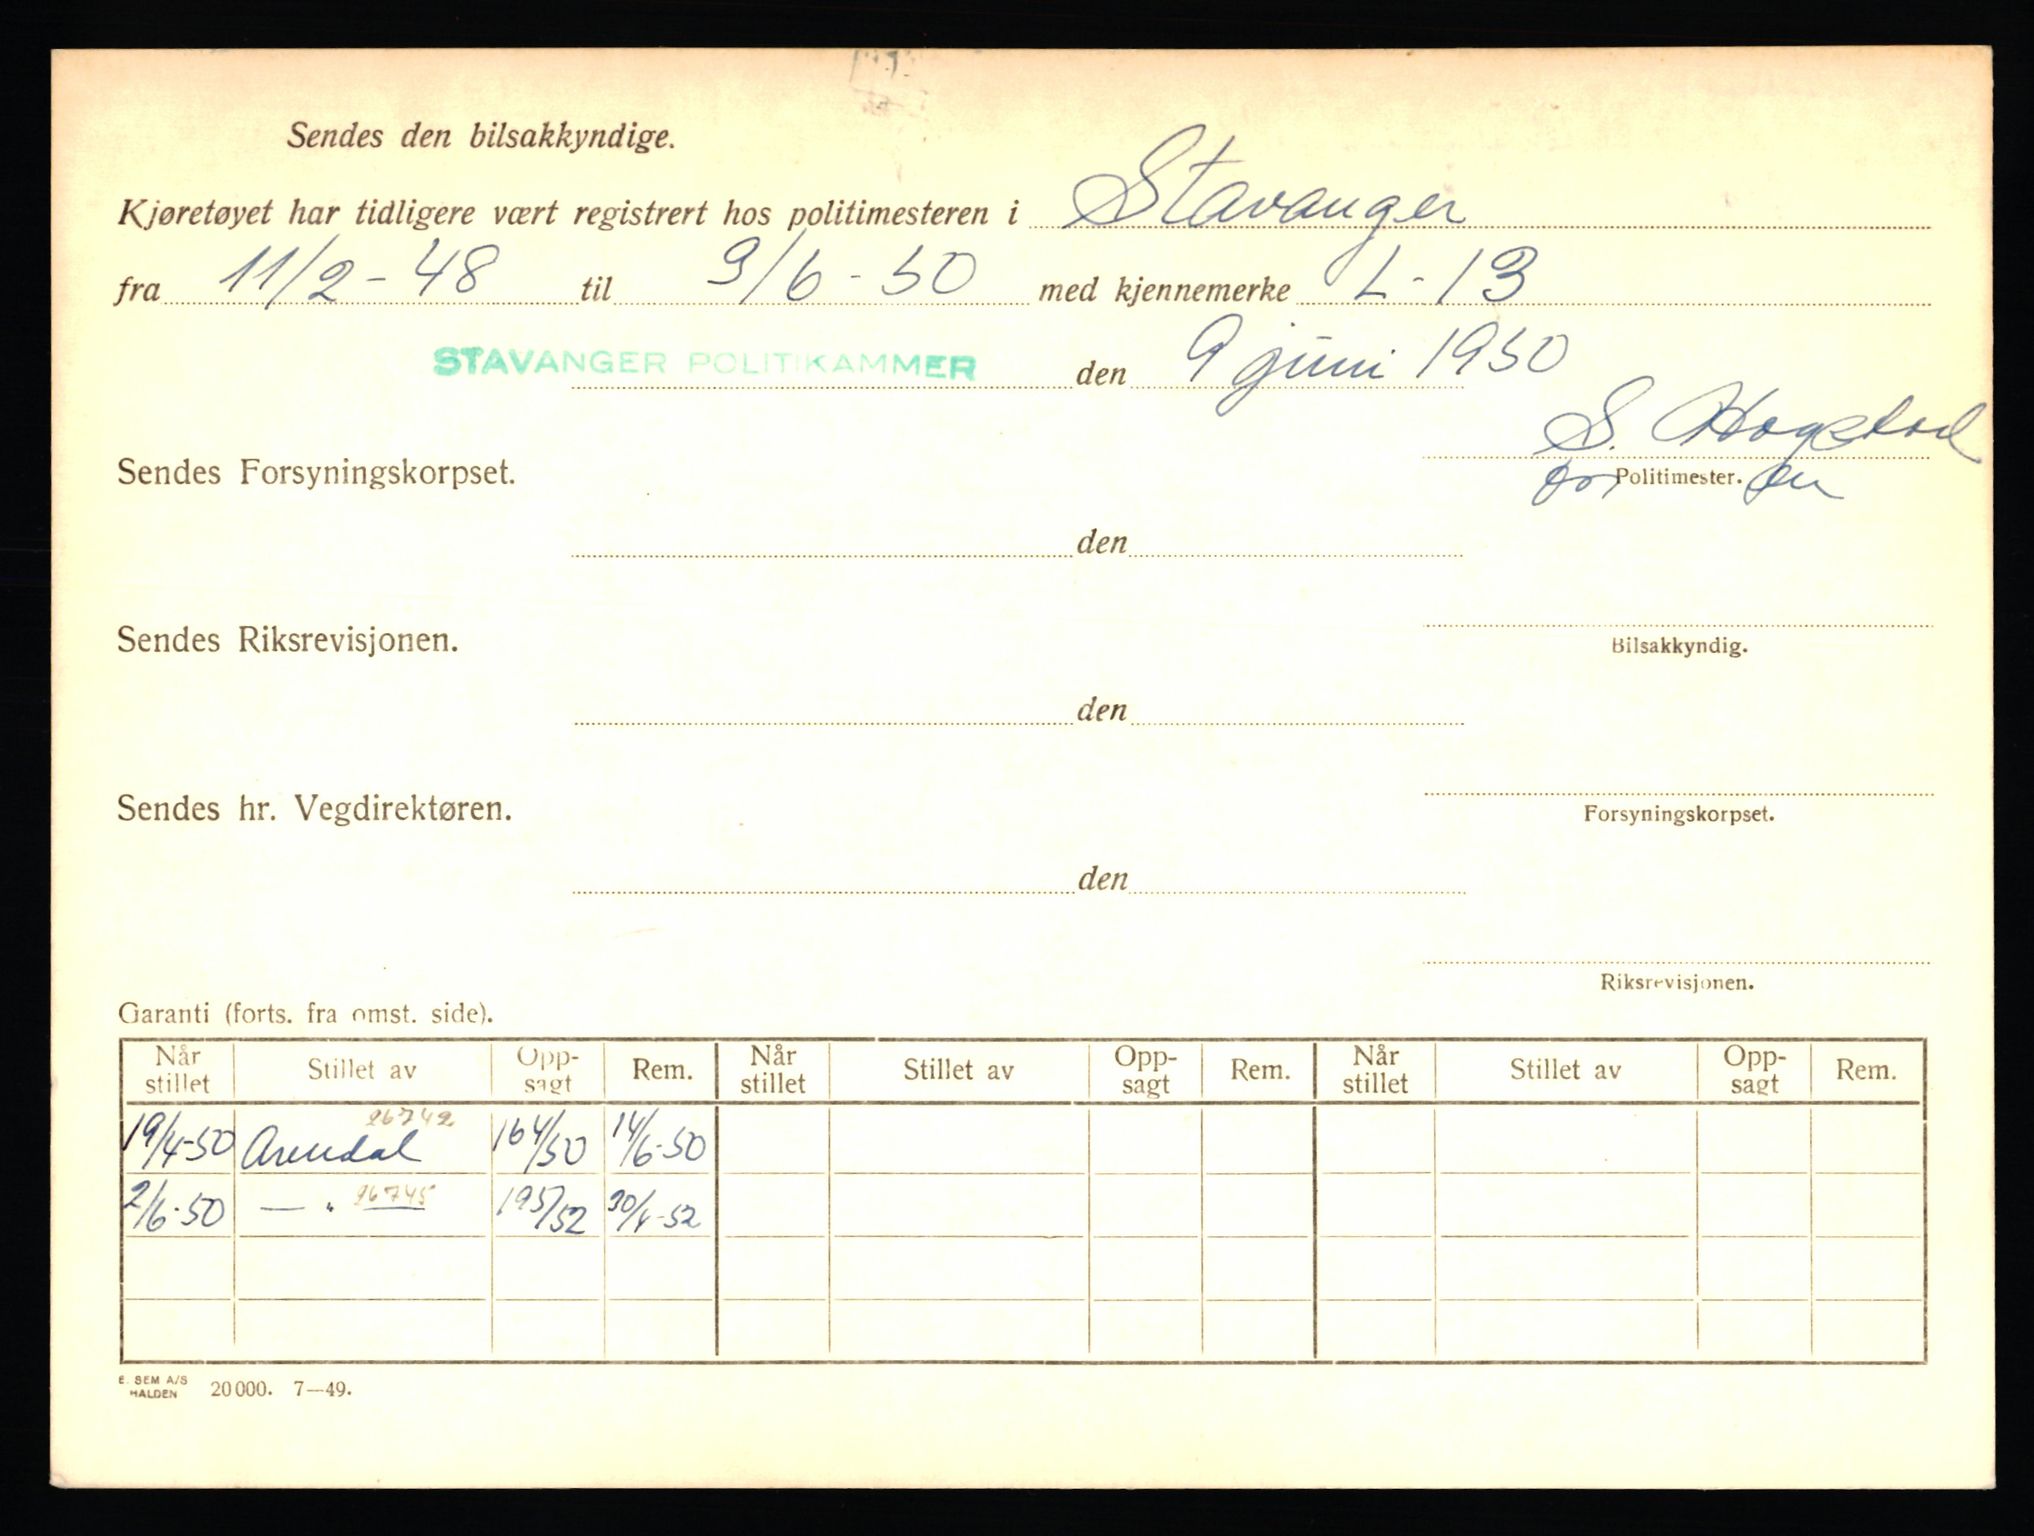 Sendes den bilsakkyndige.
Kjøretøyet har tidligere vært registrert hos politimesteren i Stavanger
fra 11/2-48 til 9/6-50 med kjennemerke L-13
STAVANGER POLITIKAMMER den 9 juni 1950
S. Hogstad
Sendes Forsyningskorpset.
Politimester.
den
Sendes Riksrevisjonen.
Bilsakkyndig.
den
Sendes hr. Vegdirektøren.
Forsyningskorpset.
den
Riksrevisjonen.
Garanti (forts. fra omst. side).
Når stillet Stillet av Opp-sagt Rem. Når stillet Stillet av Opp-sagt Rem. Når stillet Stillet av Opp-sagt Rem.
26742
19/4-50 Arendal 164/50 14/6-50
2/6-50 — " 26745 195/52 30/4-52
E. SEM A/S
HALDEN 20000. 7—49.